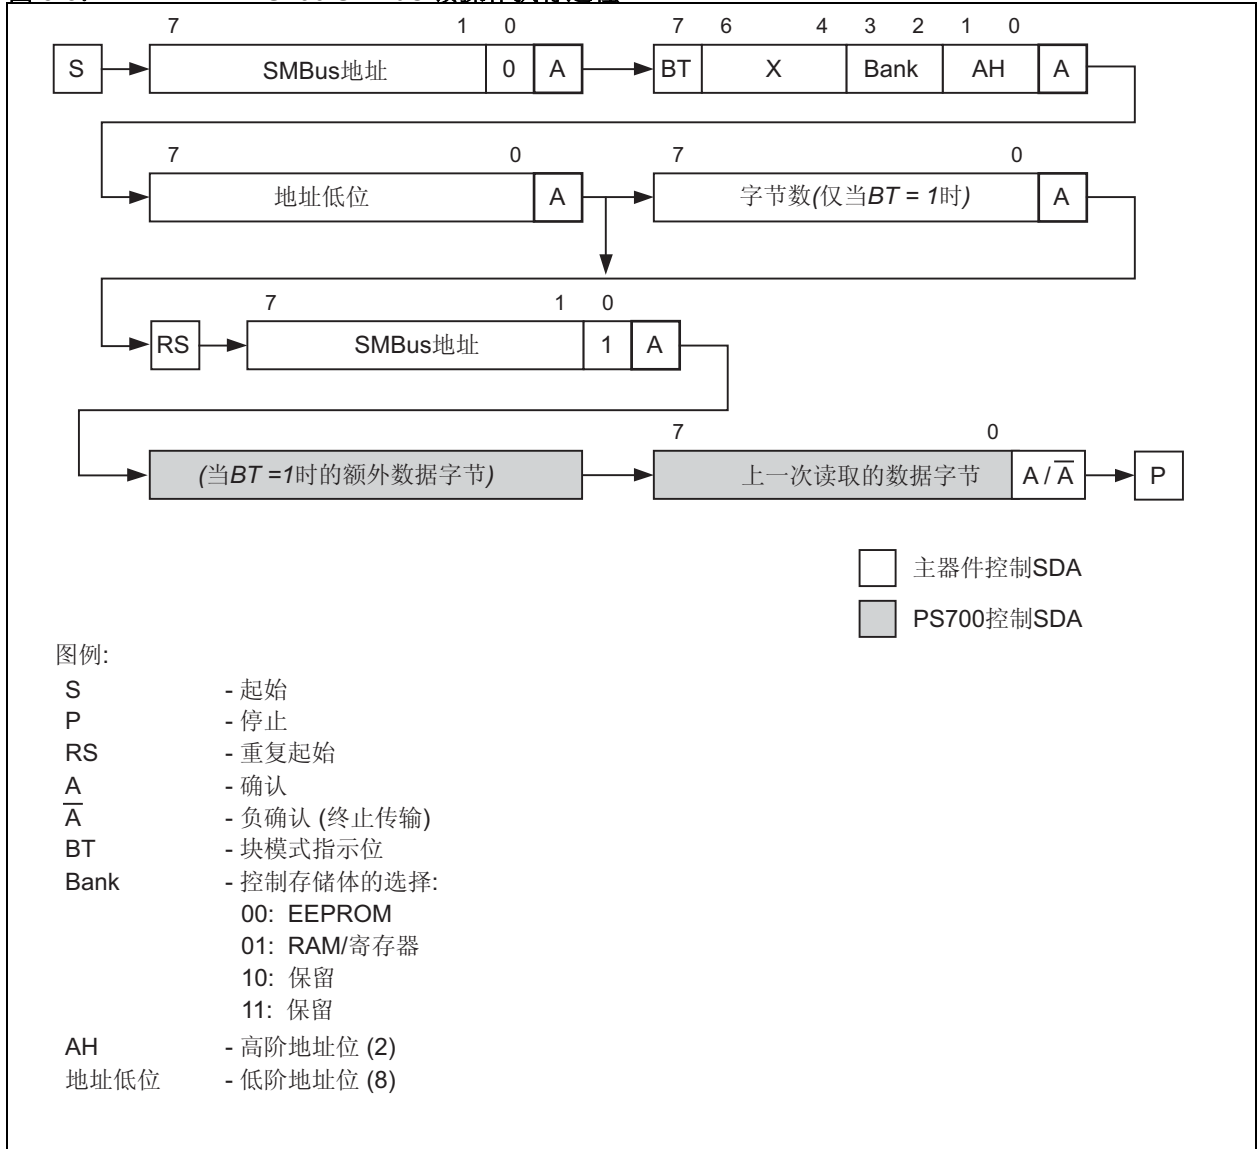 7 1 0 7 6 4 3 2 1 0
S SMBus地址 0 A BT X Bank AH A
7 0 7 0
地址低位 A 字节数(仅当BT = 1时) A
7 1 0
RS SMBus地址 1 A
7 0
(当BT =1时的额外数据字节) 上一次读取的数据字节 A / A̅ P
主器件控制SDA
PS700控制SDA
图例:
S - 起始
P - 停止
RS - 重复起始
A - 确认
A̅ - 负确认 (终止传输)
BT - 块模式指示位
Bank - 控制存储体的选择:
00: EEPROM
01: RAM/寄存器
10: 保留
11: 保留
AH - 高阶地址位 (2)
地址低位 - 低阶地址位 (8)